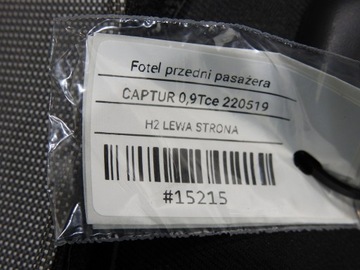 Fotel przedni pasażera
CAPTUR 0,9Tce 220519
H2 LEWA STRONA
#15215